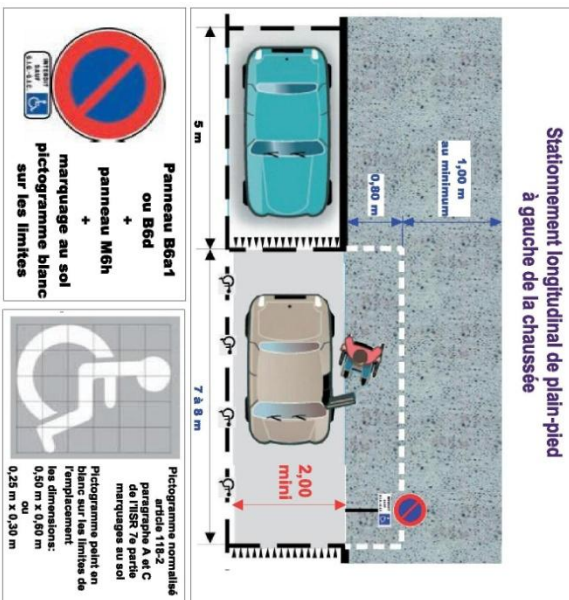 Stationnement longitudinal de plain-pied
à gauche de la chaussée
1,00 m
au minimum
0,80 m
5 m
7 à 8 m
2,00
mini
INTERDIT
SAUF
G.I.G-G.I.C.
Panneau B6a1
ou B6d
+
panneau M6h
+
marquage au sol
pictogramme blanc
sur les limites
Pictogramme normalisé
article 118-2
paragraphe A et C
de l'IISR 7e partie
marquages au sol
Pictogramme peint en
blanc sur les limites de
l'emplacement
les dimensions:
0,50 m x 0,60 m
ou
0,25 m x 0,30 m